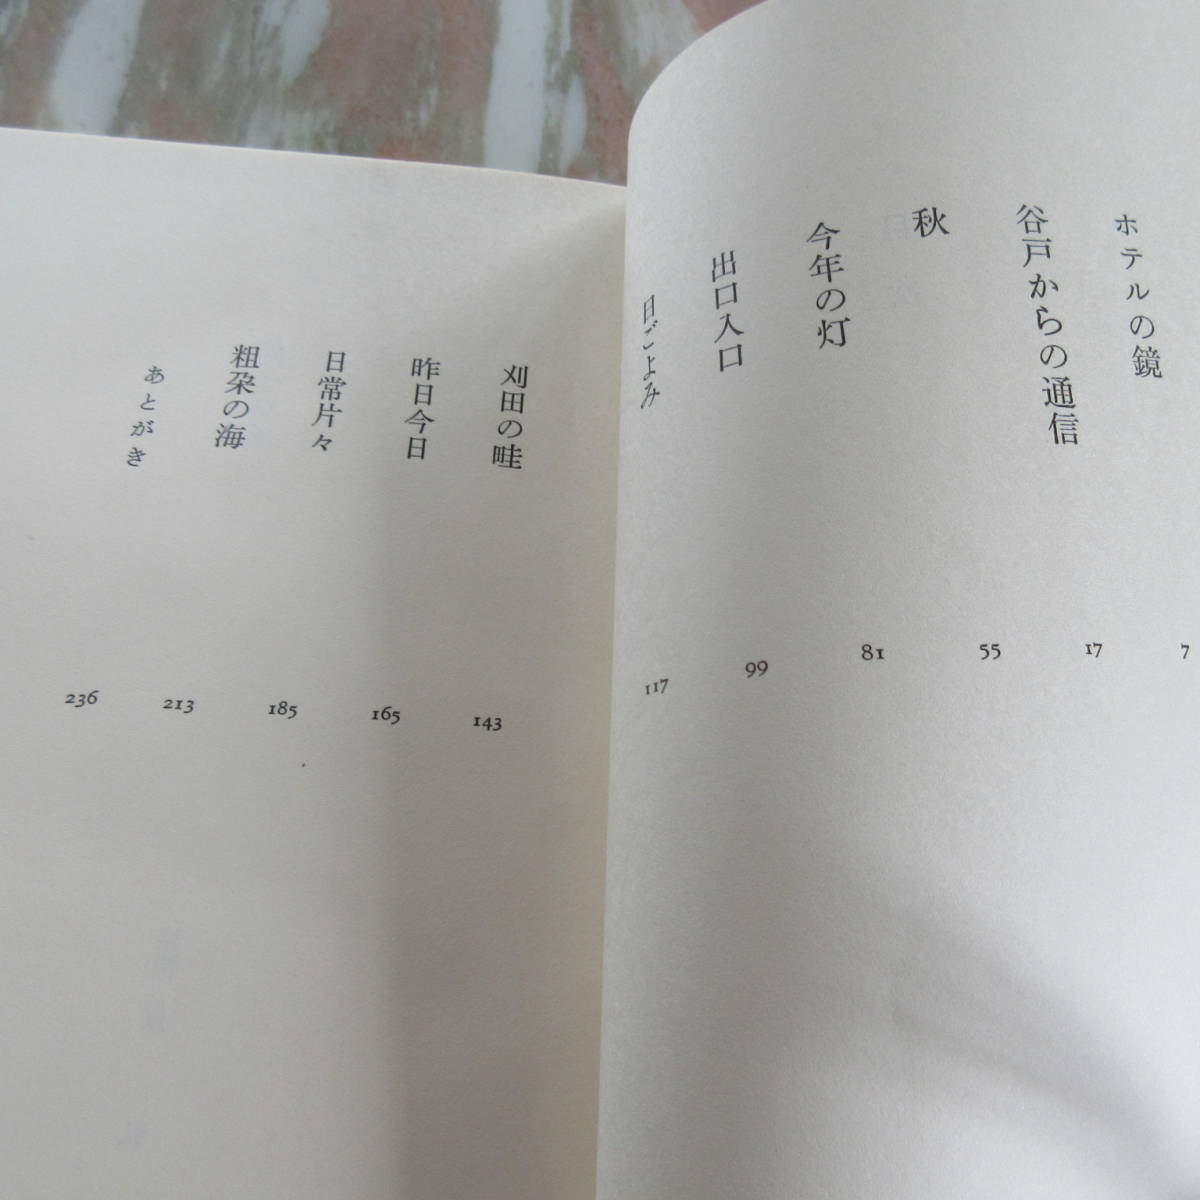 ホテルの鏡 7
谷戸からの通信 17
秋 55
今年の灯 81
出口入口 99
日ごよみ 117
刈田の畦 143
昨日今日 165
日常片々 185
粗朶の海 213
あとがき 236